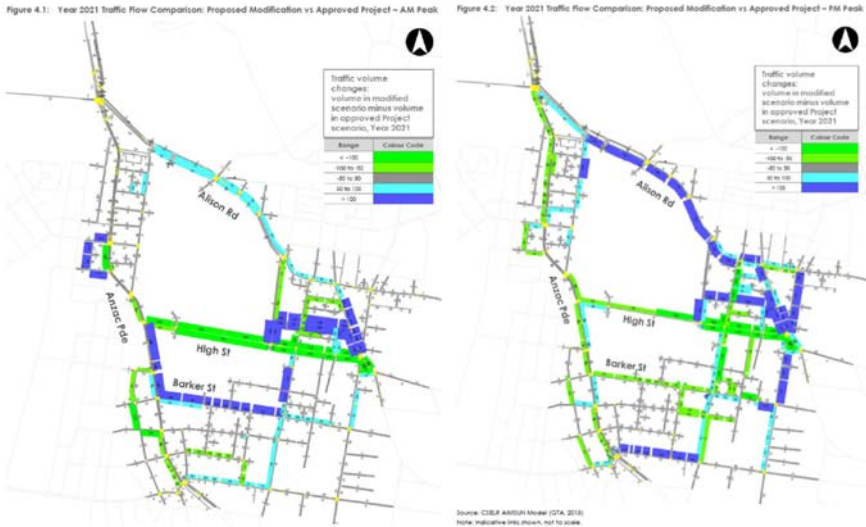 Figure 4.1: Year 2021 Traffic Flow Comparison: Proposed Modification vs Approved Project – AM Peak
Traffic volume
changes:
volume in modified
scenario minus volume
in approved Project
scenario, Year 2021
Range Colour Code
< -100
-100 to -50
-50 to 50
50 to 100
> 100
Alison Rd
Anzac Pde
High St
Barker St
Figure 4.2: Year 2021 Traffic Flow Comparison: Proposed Modification vs Approved Project – PM Peak
Traffic volume
changes:
volume in modified
scenario minus volume
in approved Project
scenario, Year 2021
Range Colour Code
< -100
-100 to -50
-50 to 50
50 to 100
> 100
Alison Rd
Anzac Pde
High St
Barker St
Source: CSELR AIMSUN Model (GTA, 2015)
Note: Indicative links shown, not to scale.